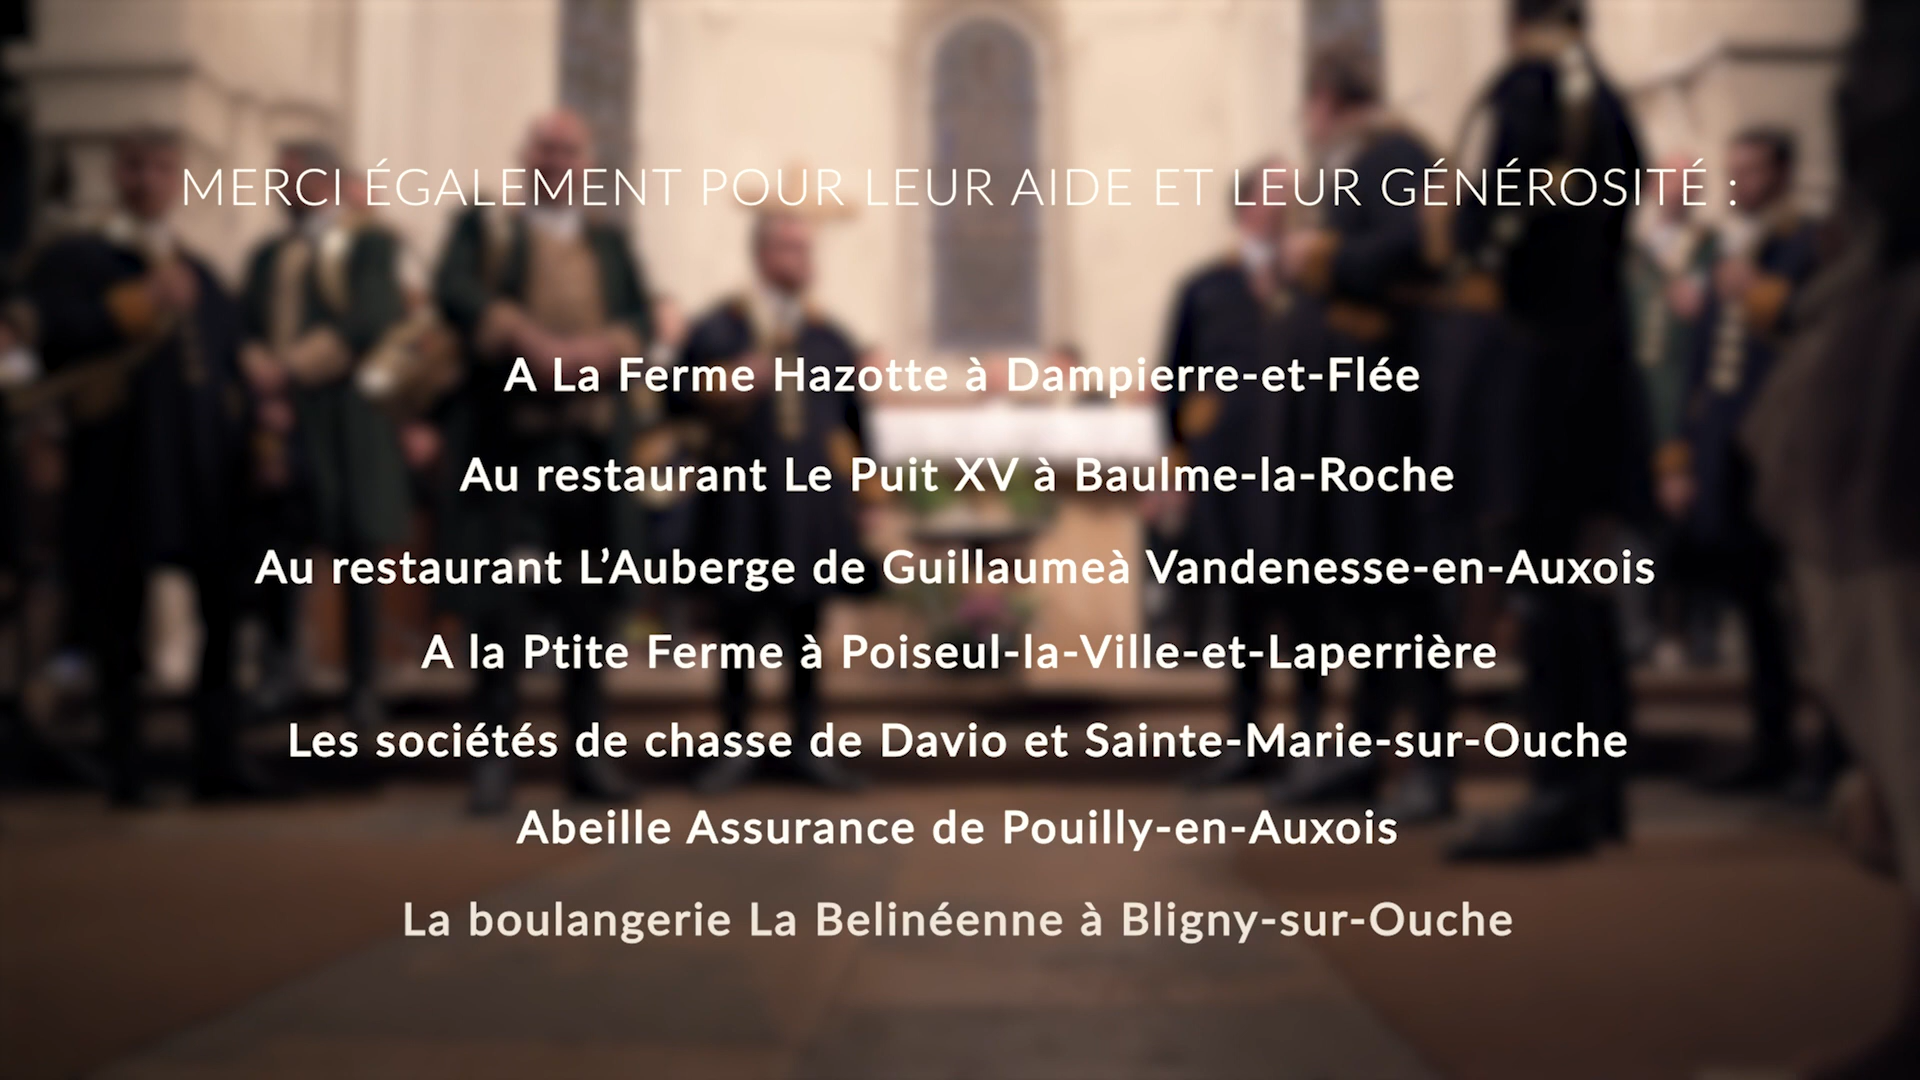 MERCI ÉGALEMENT POUR LEUR AIDE ET LEUR GÉNÉROSITÉ :
A La Ferme Hazotte à Dampierre-et-Flée
Au restaurant Le Puit XV à Baulme-la-Roche
Au restaurant L’Auberge de Guillaumeà Vandenesse-en-Auxois
A la Ptite Ferme à Poiseul-la-Ville-et-Laperrière
Les sociétés de chasse de Davio et Sainte-Marie-sur-Ouche
Abeille Assurance de Pouilly-en-Auxois
La boulangerie La Belinéenne à Bligny-sur-Ouche